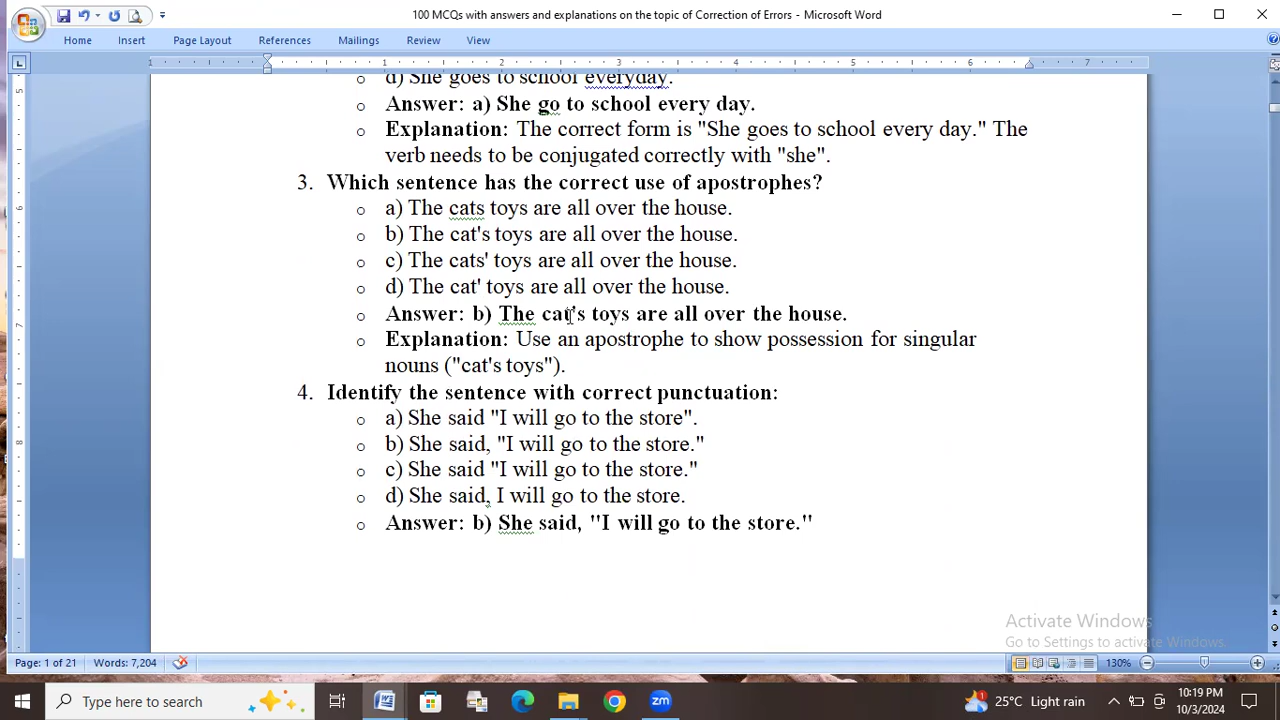 100 MCQs with answers and explanations on the topic of Correction of Errors - Microsoft Word
Home Insert Page Layout References Mailings Review View
1 1 2 3 4 5 6 7
d) She goes to school everyday.
Answer: a) She go to school every day.
Explanation: The correct form is "She goes to school every day." The
verb needs to be conjugated correctly with "she".
3. Which sentence has the correct use of apostrophes?
a) The cats toys are all over the house.
b) The cat's toys are all over the house.
c) The cats' toys are all over the house.
d) The cat' toys are all over the house.
Answer: b) The cat's toys are all over the house.
Explanation: Use an apostrophe to show possession for singular
nouns ("cat's toys").
4. Identify the sentence with correct punctuation:
a) She said "I will go to the store".
b) She said, "I will go to the store."
c) She said "I will go to the store."
d) She said, I will go to the store.
Answer: b) She said, "I will go to the store."
Activate Windows
Go to Settings to activate Windows.
Page: 1 of 21 Words: 7,204 130%
Type here to search 25°C Light rain 10:19 PM
10/3/2024